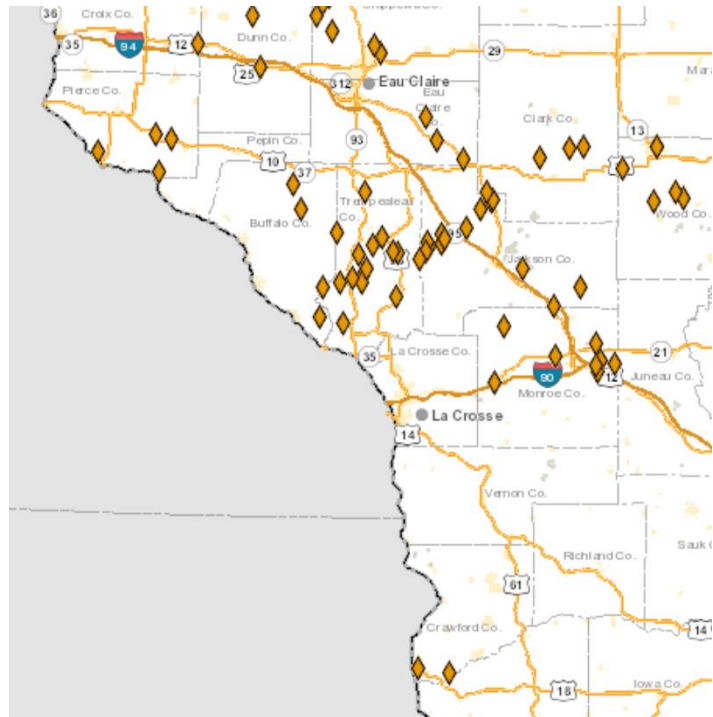 36
Croix Co.
Chippewa Co.
35
94
12
Dunn Co.
29
25
Mara
Pierce Co.
312
Eau Claire
Eau
Claire
Co.
Clark Co.
13
Pepin Co.
93
10
37
Trempealeau
Co.
Buffalo Co.
Wood Co.
95
Jackson Co.
35
La Crosse Co.
21
90
12
Juneau Co.
Monroe Co.
La Crosse
14
Vernon Co.
Richland Co.
Sauk C
61
14
Crawford Co.
18
Iowa Co.